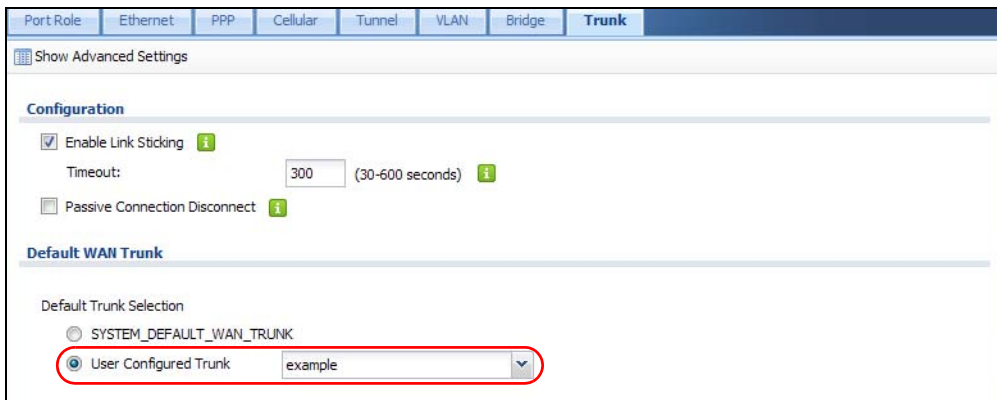 Port Role Ethernet PPP Cellular Tunnel VLAN Bridge Trunk
Show Advanced Settings
Configuration
Enable Link Sticking
Timeout: 300 (30-600 seconds)
Passive Connection Disconnect
Default WAN Trunk
Default Trunk Selection
SYSTEM_DEFAULT_WAN_TRUNK
User Configured Trunk example